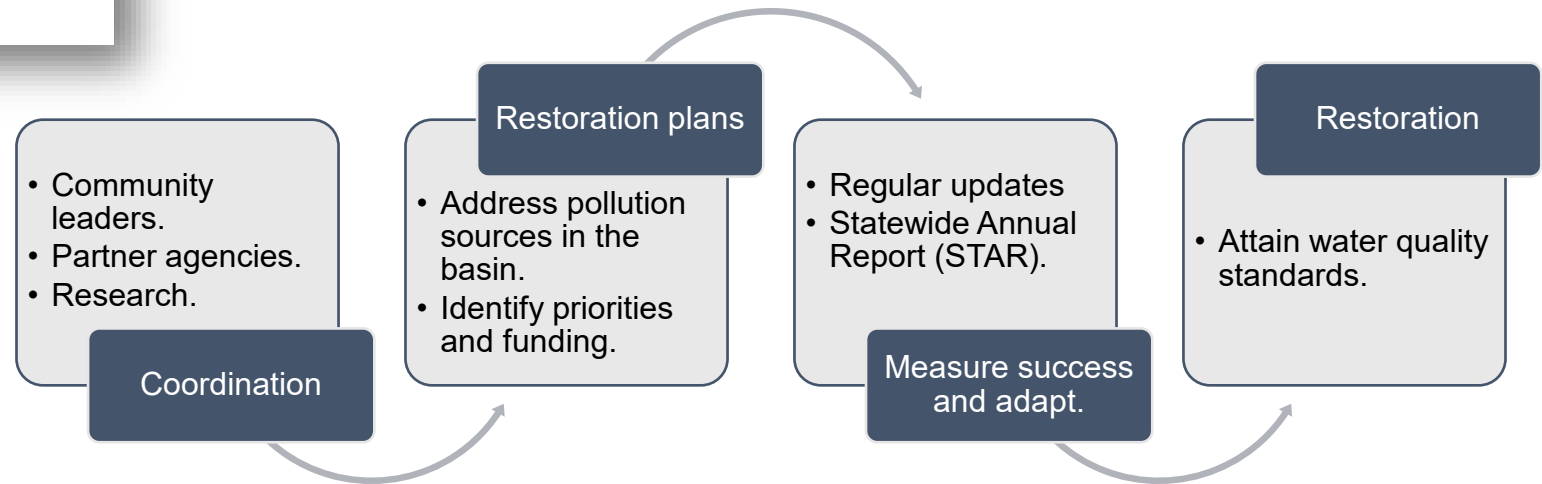 • Community
leaders.
• Partner agencies.
• Research.
Coordination
Restoration plans
• Address pollution
sources in the
basin.
• Identify priorities
and funding.
• Regular updates
• Statewide Annual
Report (STAR).
Measure success
and adapt.
Restoration
• Attain water quality
standards.